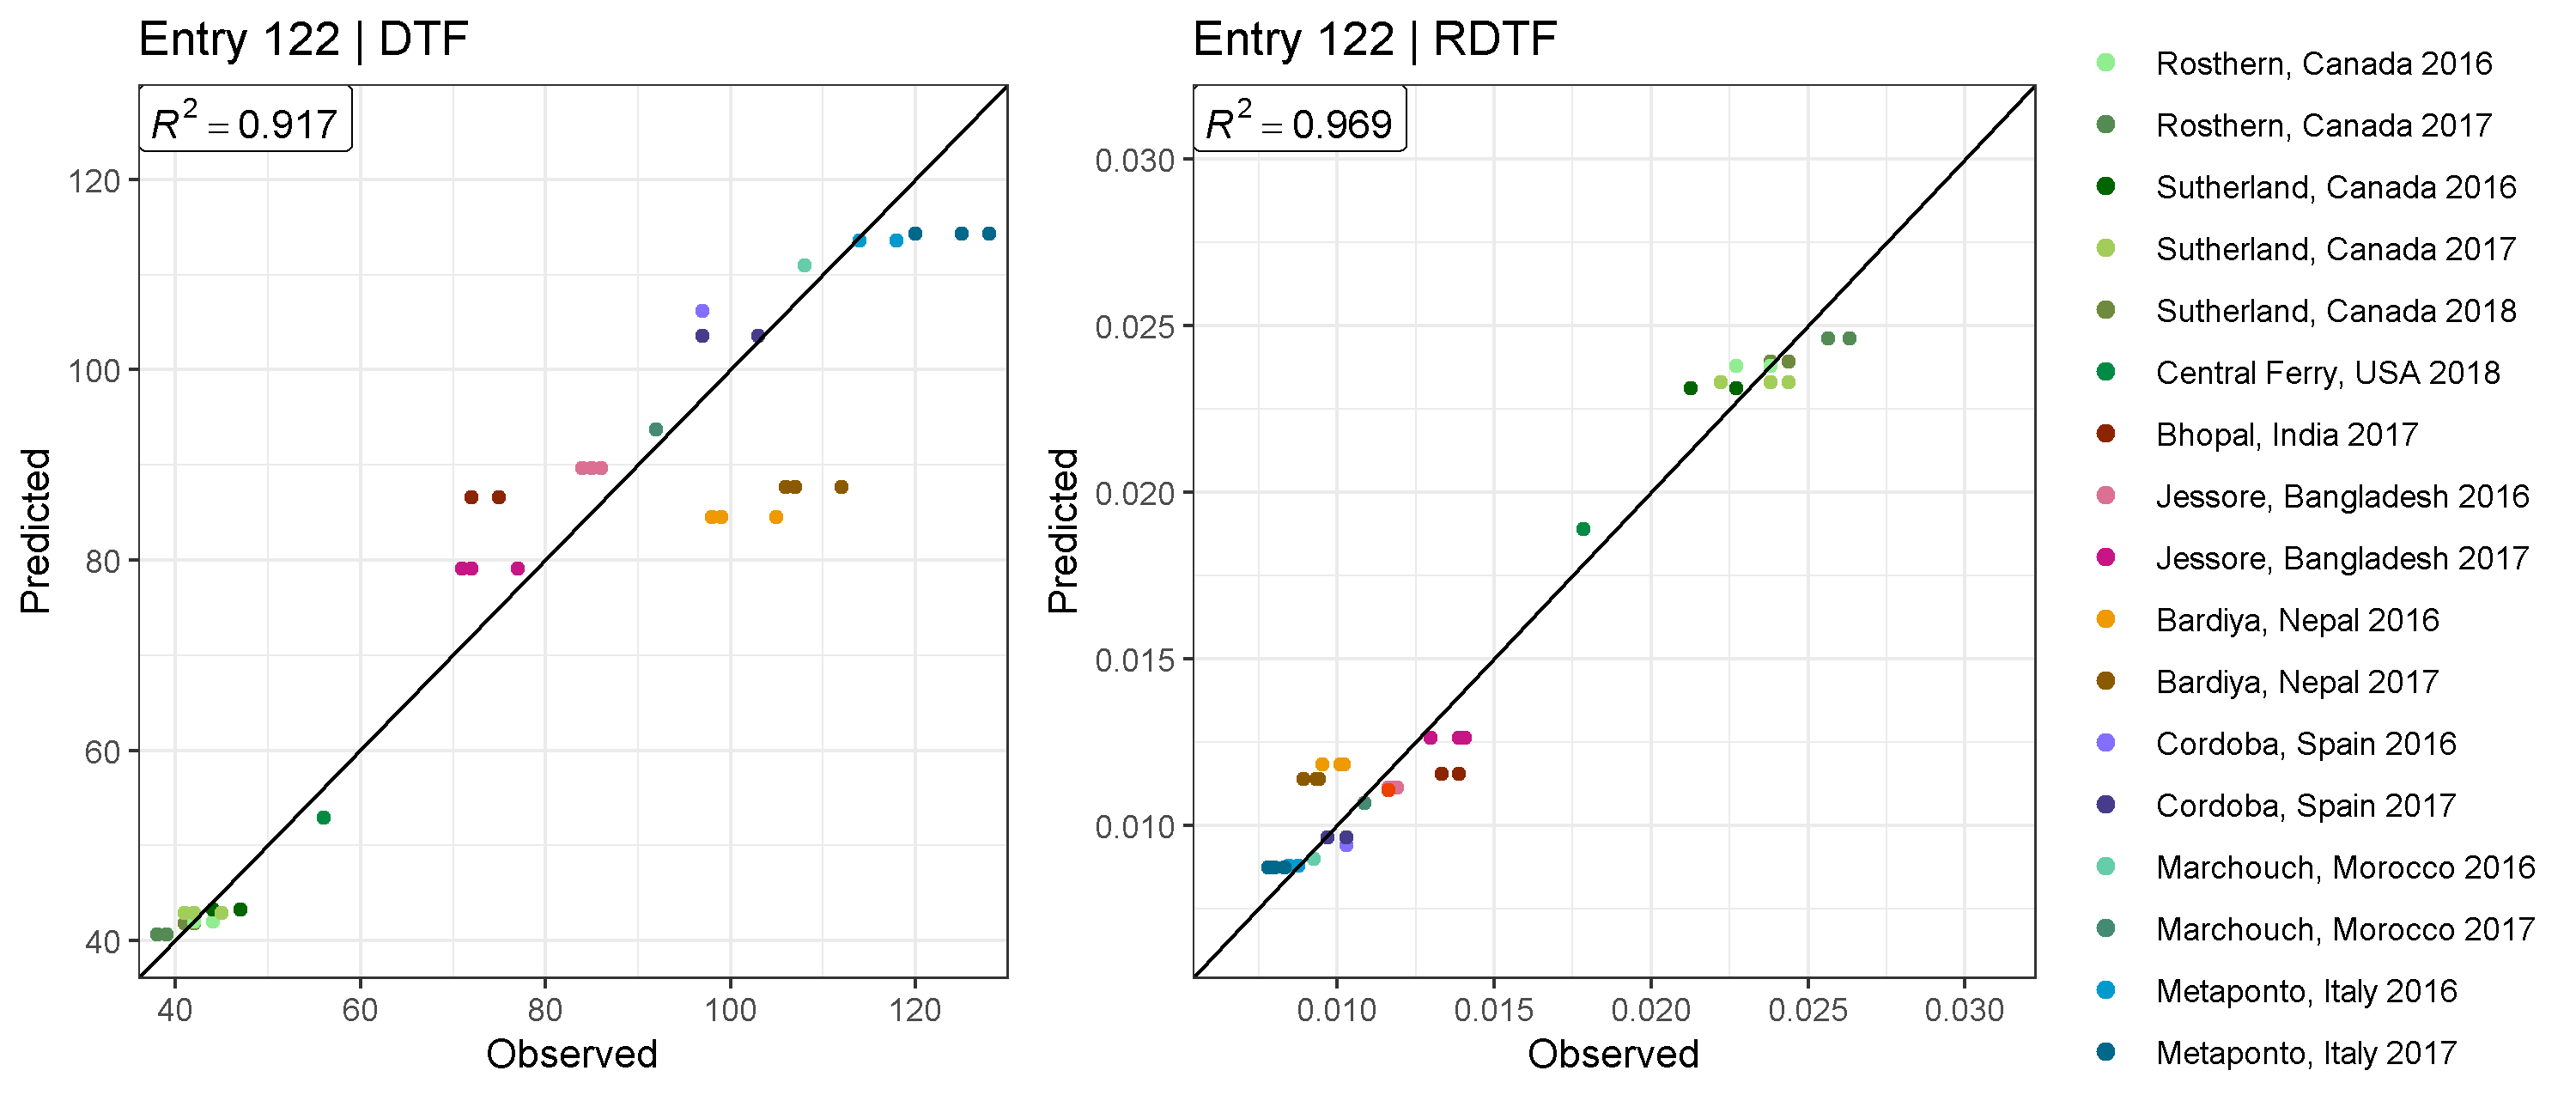 Entry 122 | DTF
R² = 0.917
120
100
80
60
40
40 60 80 100 120
Predicted
Observed
Entry 122 | RDTF
R² = 0.969
0.030
0.025
0.020
0.015
0.010
0.010 0.015 0.020 0.025 0.030
Predicted
Observed
Rosthern, Canada 2016
Rosthern, Canada 2017
Sutherland, Canada 2016
Sutherland, Canada 2017
Sutherland, Canada 2018
Central Ferry, USA 2018
Bhopal, India 2017
Jessore, Bangladesh 2016
Jessore, Bangladesh 2017
Bardiya, Nepal 2016
Bardiya, Nepal 2017
Cordoba, Spain 2016
Cordoba, Spain 2017
Marchouch, Morocco 2016
Marchouch, Morocco 2017
Metaponto, Italy 2016
Metaponto, Italy 2017